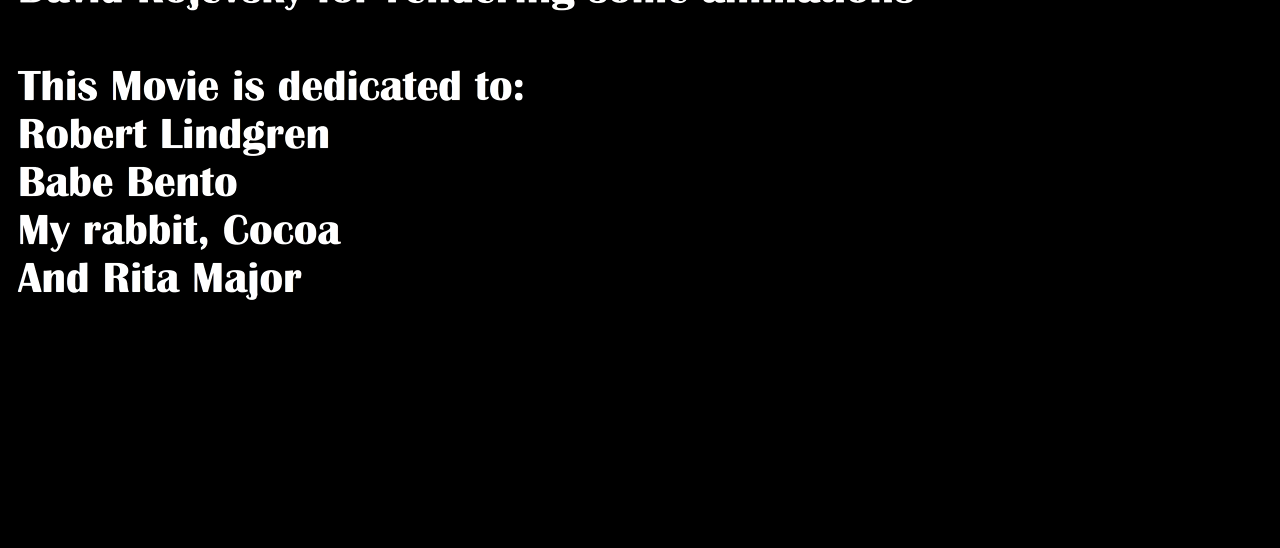 David Kojevsky for rendering some animations
This Movie is dedicated to:
Robert Lindgren
Babe Bento
My rabbit, Cocoa
And Rita Major